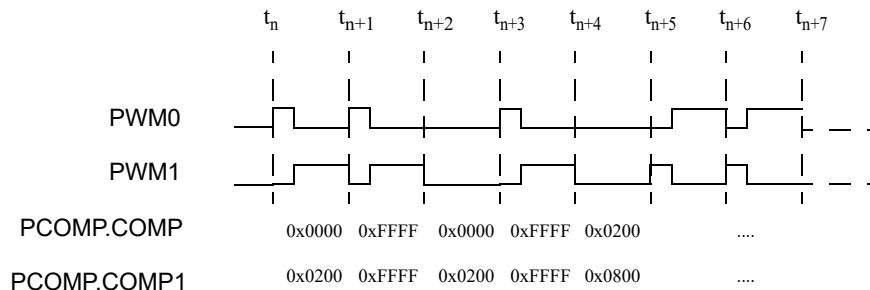 tn tn+1 tn+2 tn+3 tn+4 tn+5 tn+6 tn+7
PWM0
PWM1
PCOMP.COMP 0x0000 0xFFFF 0x0000 0xFFFF 0x0200 ....
PCOMP.COMP1 0x0200 0xFFFF 0x0200 0xFFFF 0x0800 ....